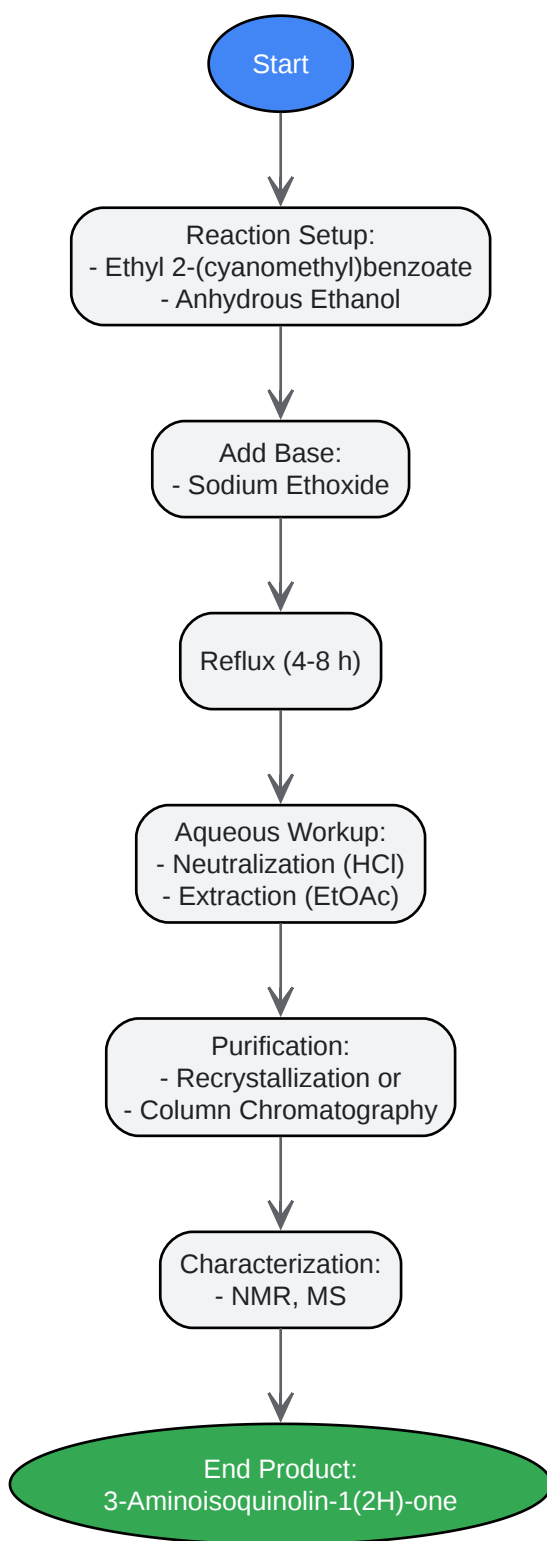 Start
Reaction Setup:
- Ethyl 2-(cyanomethyl)benzoate
- Anhydrous Ethanol
Add Base:
- Sodium Ethoxide
Reflux (4-8 h)
Aqueous Workup:
- Neutralization (HCl)
- Extraction (EtOAc)
Purification:
- Recrystallization or
- Column Chromatography
Characterization:
- NMR, MS
End Product:
3-Aminoisoquinolin-1(2H)-one